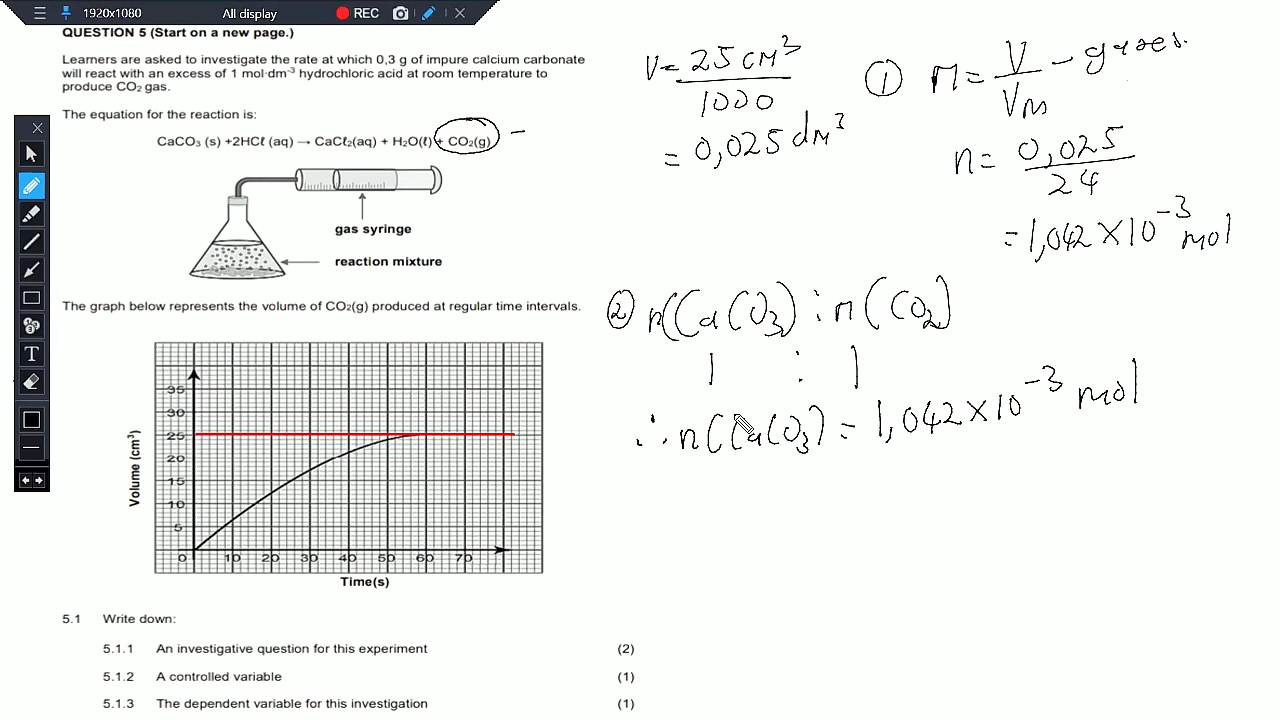 1920x1080 All display REC
QUESTION 5 (Start on a new page.)
Learners are asked to investigate the rate at which 0,3 g of impure calcium carbonate
will react with an excess of 1 mol·dm⁻³ hydrochloric acid at room temperature to
produce CO₂ gas.
The equation for the reaction is:
CaCO₃ (s) +2HCℓ (aq) → CaCℓ₂(aq) + H₂O(ℓ) + CO₂(g)
gas syringe
reaction mixture
The graph below represents the volume of CO₂(g) produced at regular time intervals.
Volume (cm³)
35
30
25
20
15
10
5
0 10 20 30 40 50 60 70
Time(s)
5.1 Write down:
5.1.1 An investigative question for this experiment (2)
5.1.2 A controlled variable (1)
5.1.3 The dependent variable for this investigation (1)
V = 25 cm³
1000
= 0,025 dm³
① n = V – gases.
Vm
n = 0,025
24
= 1,042 × 10⁻³ mol
② n(CaCO₃) : n(CO₂)
1 : 1
∴ n(CaCO₃) = 1,042 × 10⁻³ mol
T